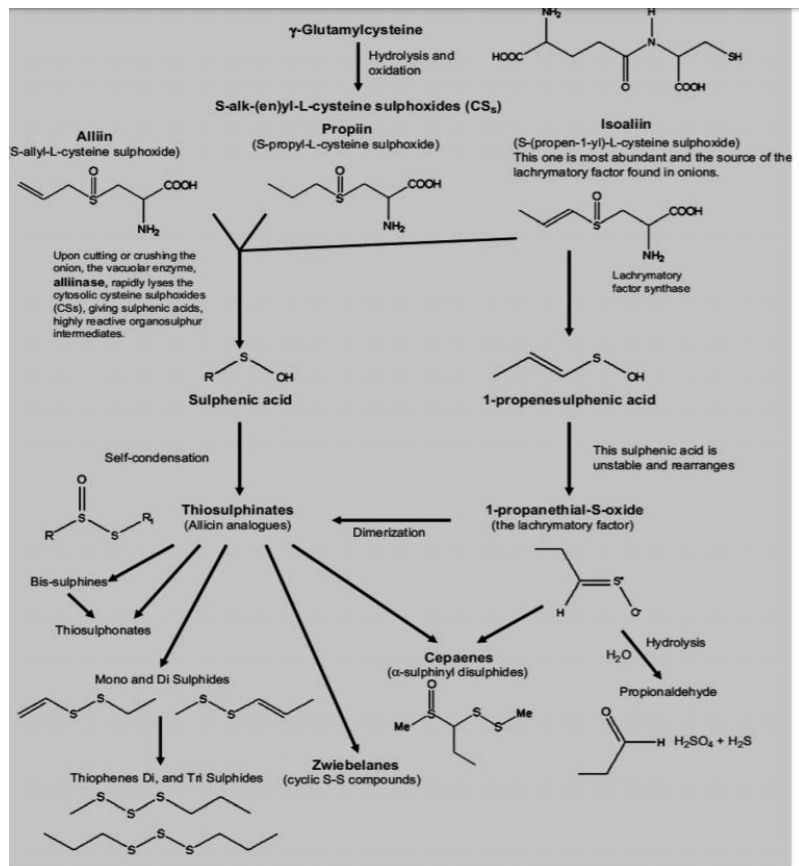 γ-Glutamylcysteine
Hydrolysis and
oxidation
NH₂
H
HOOC
N
SH
O
COOH
S-alk-(en)yl-L-cysteine sulphoxides (CSₛ)
Alliin
S-allyl-L-cysteine sulphoxide)
O
S
COOH
NH₂
Propiin
(S-propyl-L-cysteine sulphoxide)
O
S
COOH
NH₂
Isoaliin
(S-(propen-1-yl)-L-cysteine sulphoxide)
This one is most abundant and the source of the
lachrymatory factor found in onions.
O
S
COOH
NH₂
Upon cutting or crushing the
onion, the vacuolar enzyme,
alliinase, rapidly lyses the
cytosolic cysteine sulphoxides
(CSs), giving sulphenic acids,
highly reactive organosulphur
intermediates.
Lachrymatory
factor synthase
R
S
OH
Sulphenic acid
S
OH
1-propenesulphenic acid
Self-condensation
This sulphenic acid is
unstable and rearranges
O
R
S
S
R₁
Thiosulphinates
(Allicin analogues)
Dimerization
1-propanethial-S-oxide
(the lachrymatory factor)
H
S⁺
O⁻
Bis-sulphines
Thiosulphonates
Hydrolysis
H₂O
Propionaldehyde
O
H
H₂SO₄ + H₂S
Cepaenes
(α-sulphinyl disulphides)
O
Me
S
S
S
Me
Mono and Di Sulphides
S
S
S
S
Zwiebelanes
(cyclic S-S compounds)
Thiophenes Di, and Tri Sulphides
S
S
S
S
S
S